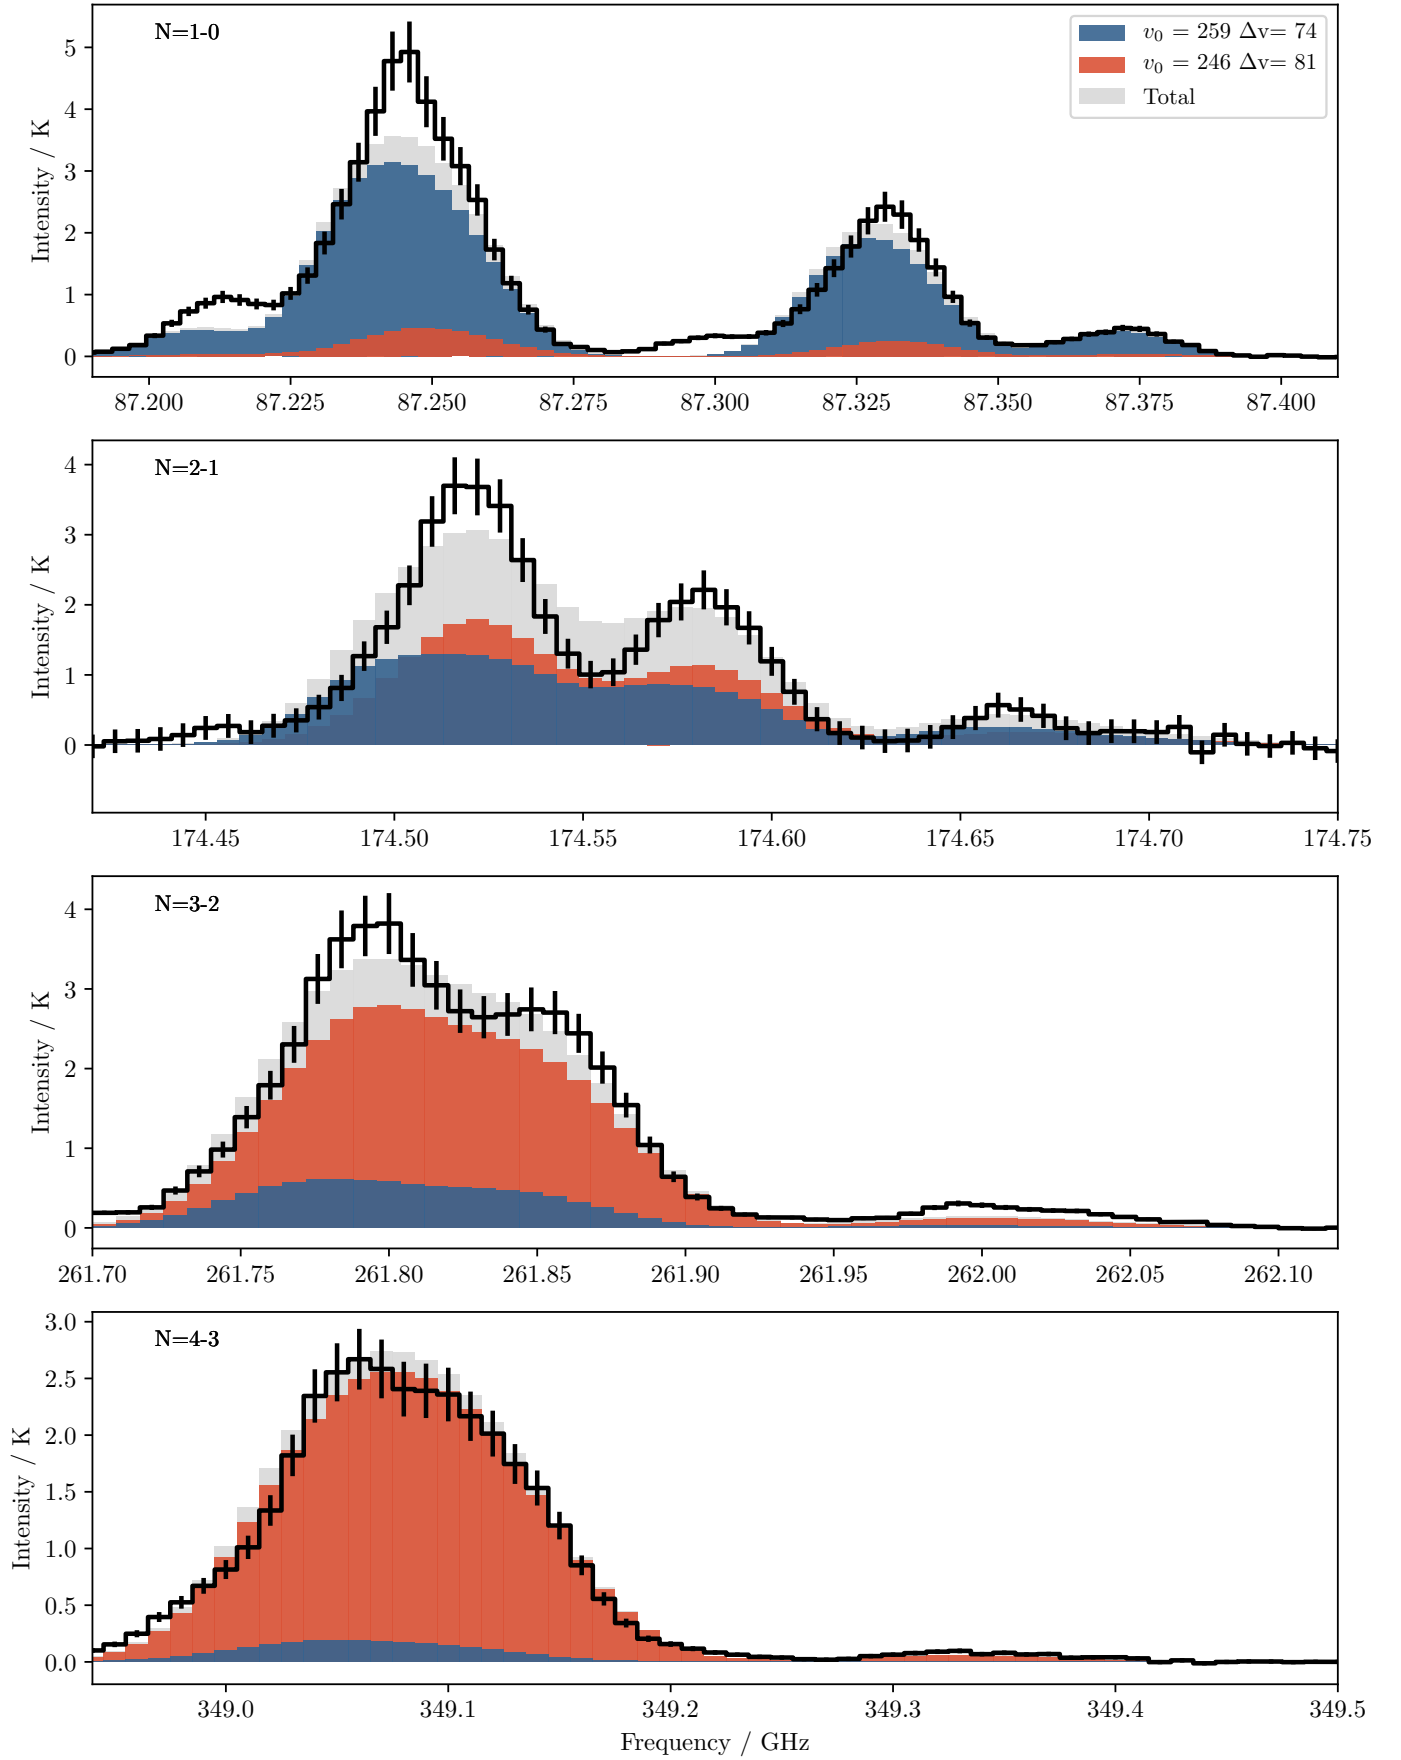 N=1-0
v₀ = 259 Δv= 74
v₀ = 246 Δv= 81
Total
Intensity / K
5
4
3
2
1
0
87.200 87.225 87.250 87.275 87.300 87.325 87.350 87.375 87.400
N=2-1
Intensity / K
4
3
2
1
0
174.45 174.50 174.55 174.60 174.65 174.70 174.75
N=3-2
Intensity / K
4
3
2
1
0
261.70 261.75 261.80 261.85 261.90 261.95 262.00 262.05 262.10
N=4-3
Intensity / K
3.0
2.5
2.0
1.5
1.0
0.5
0.0
349.0 349.1 349.2 349.3 349.4 349.5
Frequency / GHz